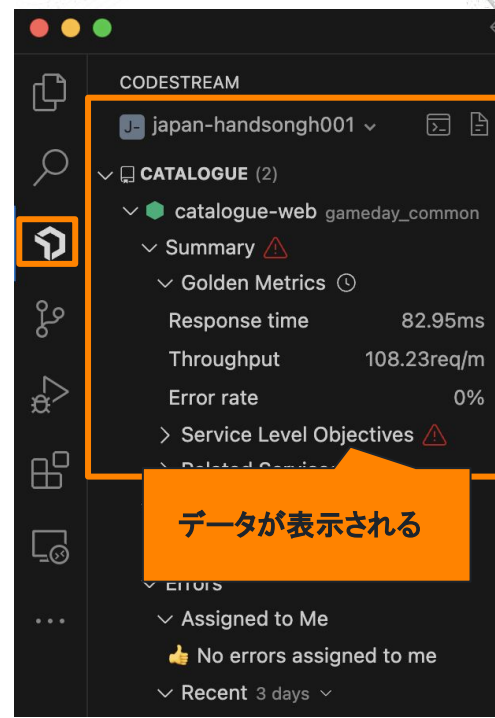 CODESTREAM
J- japan-handsongh001
CATALOGUE (2)
catalogue-web gameday_common
Summary
Golden Metrics
Response time 82.95ms
Throughput 108.23req/m
Error rate 0%
Service Level Objectives
データが表示される
Errors
Assigned to Me
👍 No errors assigned to me
Recent 3 days